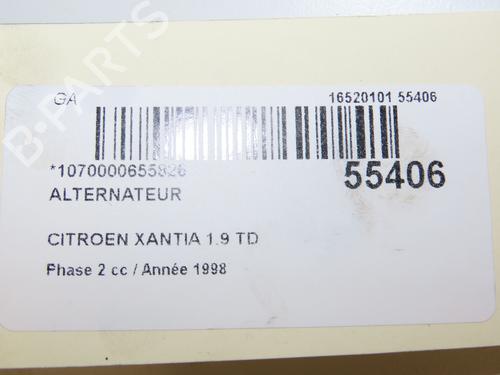 B-PARTS
GA
16520101 55406
*1070000655826
55406
ALTERNATEUR
CITROEN XANTIA 1.9 TD
Phase 2 cc / Année 1998